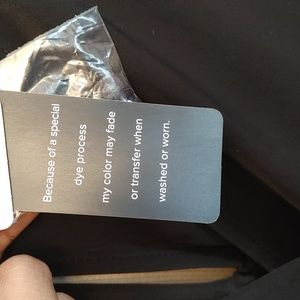 Because of a special
dye process
my color may fade
or transfer when
washed or worn.